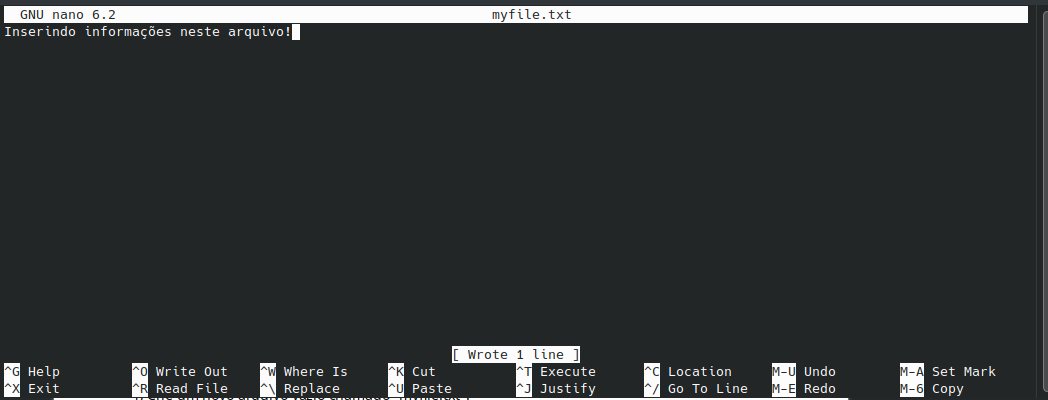 GNU nano 6.2 myfile.txt
Inserindo informações neste arquivo!
[ Wrote 1 line ]
^G Help ^O Write Out ^W Where Is ^K Cut ^T Execute ^C Location M-U Undo M-A Set Mark
^X Exit ^R Read File ^\ Replace ^U Paste ^J Justify ^/ Go To Line M-E Redo M-6 Copy